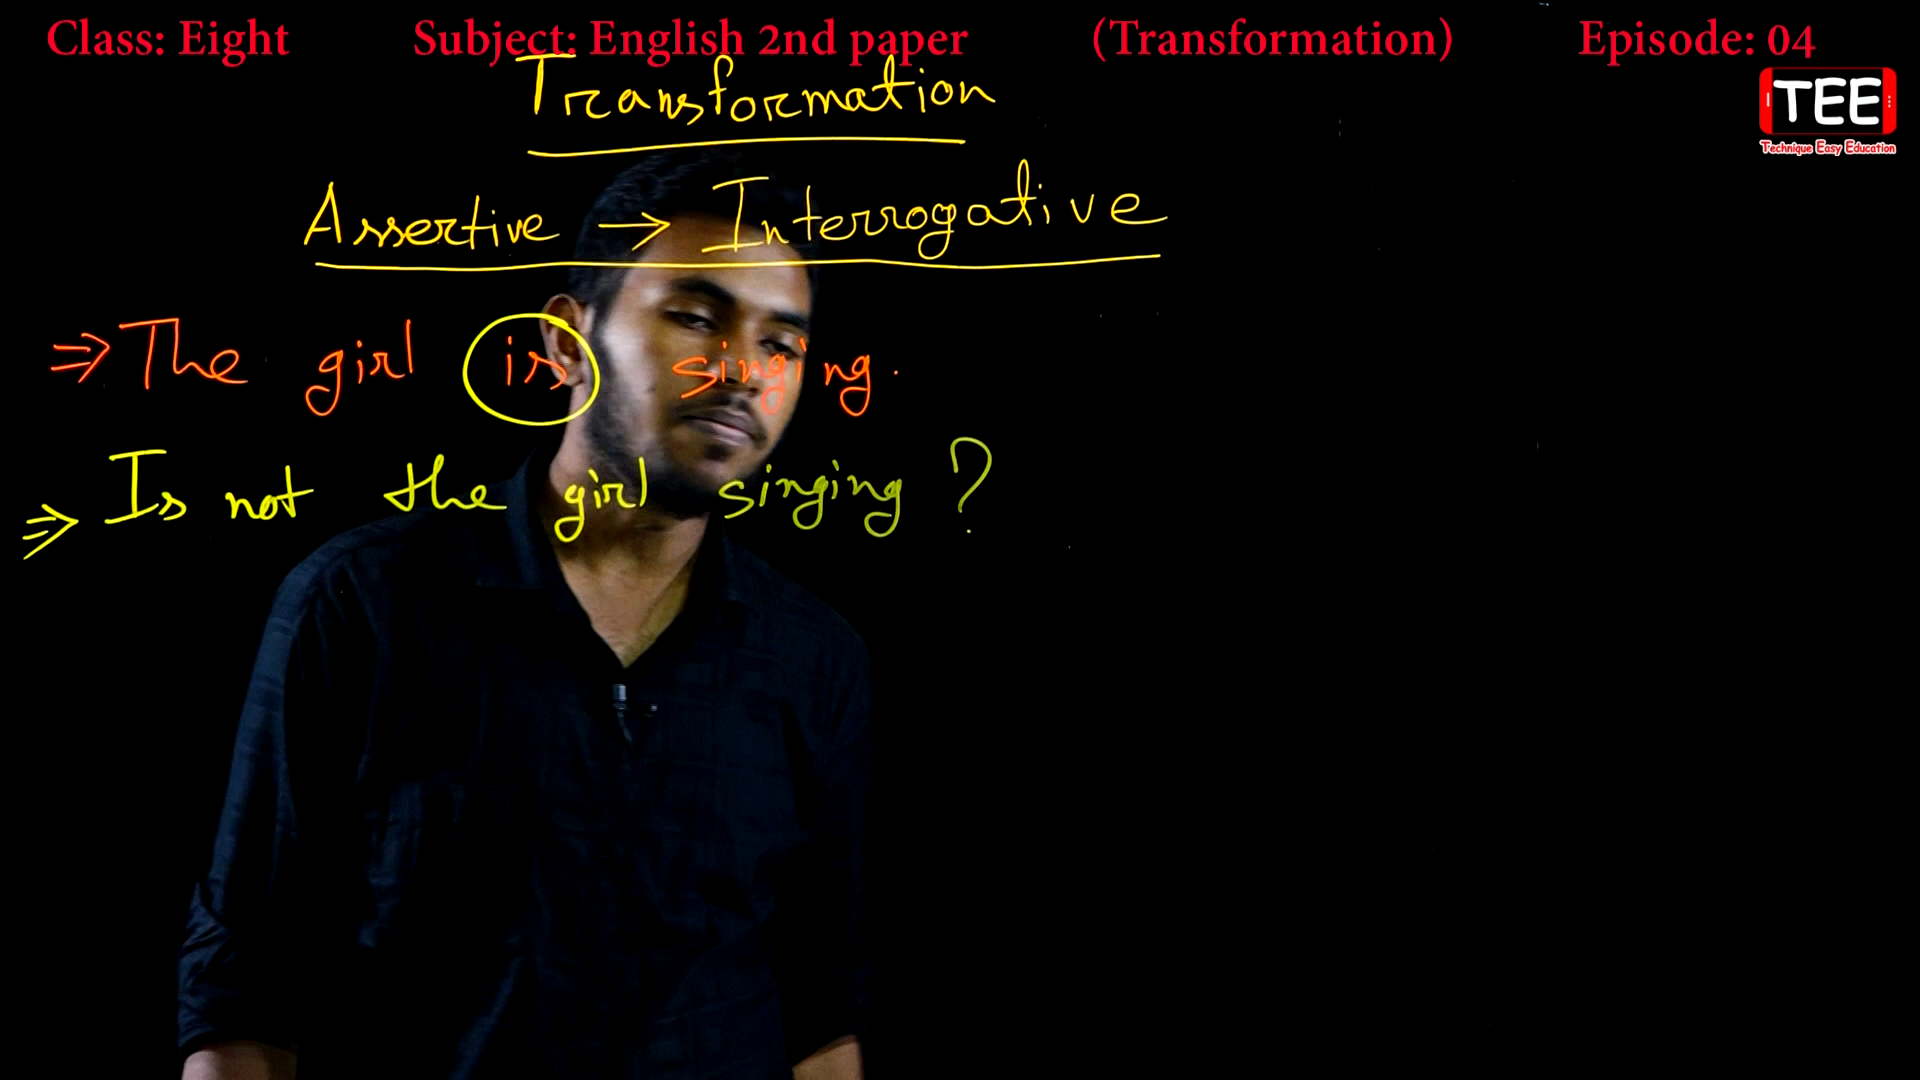 Class: Eight Subject: English 2nd paper (Transformation) Episode: 04
TEE
Technique Easy Education
Transformation
Assertive → Interrogative
⇒ The girl is singing.
⇒ Is not the girl singing?